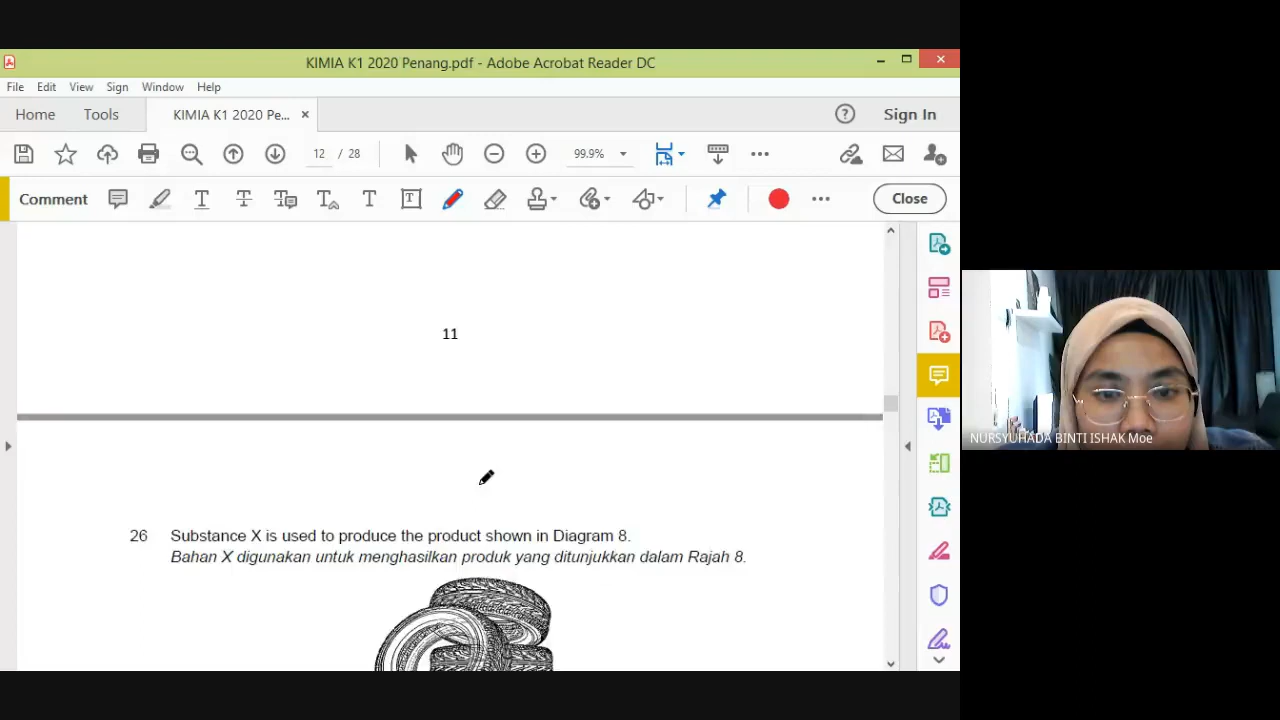 KIMIA K1 2020 Penang.pdf - Adobe Acrobat Reader DC
File Edit View Sign Window Help
Home Tools KIMIA K1 2020 Pe... × Sign In
12 / 28 99.9%
Comment Close
11
26 Substance X is used to produce the product shown in Diagram 8.
Bahan X digunakan untuk menghasilkan produk yang ditunjukkan dalam Rajah 8.
NURSYUHADA BINTI ISHAK Moe